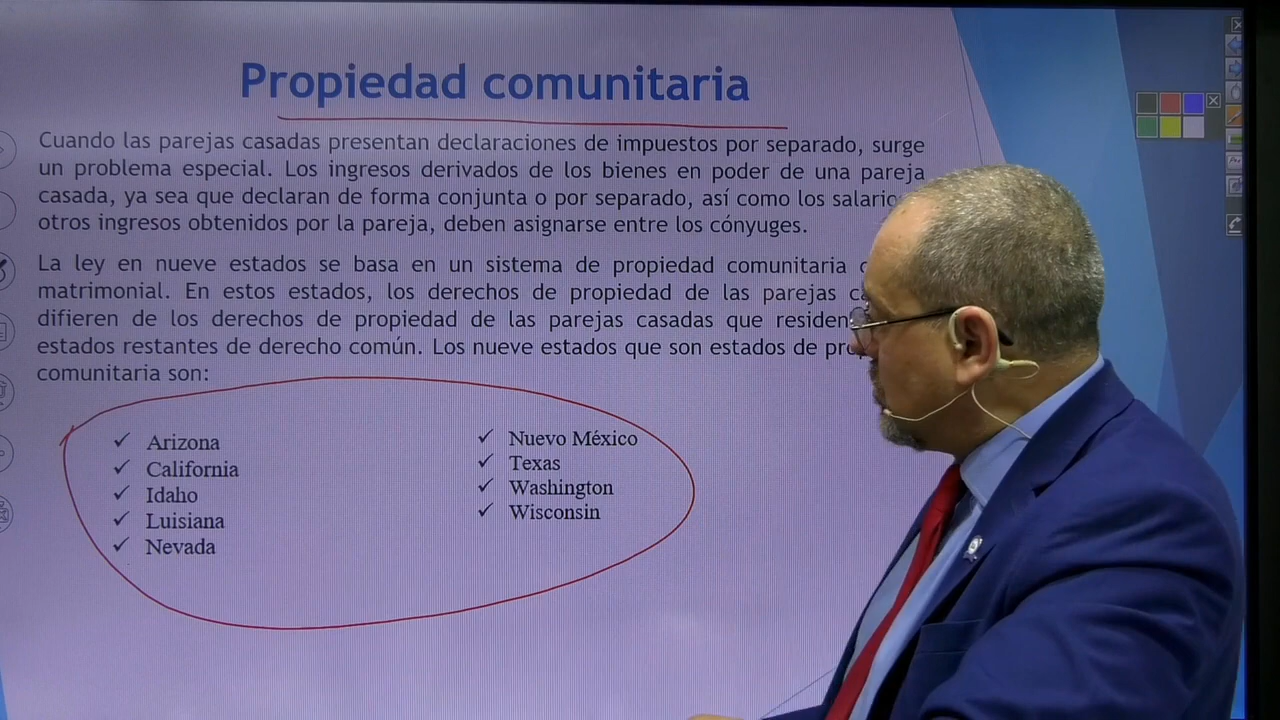 Propiedad comunitaria
Cuando las parejas casadas presentan declaraciones de impuestos por separado, surge
un problema especial. Los ingresos derivados de los bienes en poder de una pareja
casada, ya sea que declaran de forma conjunta o por separado, así como los
otros ingresos obtenidos por la pareja, deben asignarse entre los cónyuges.
La ley en nueve estados se basa en un sistema de propiedad comunitaria
matrimonial. En estos estados, los derechos de propiedad de las parejas
difieren de los derechos de propiedad de las parejas casadas que residen
estados restantes de derecho común. Los nueve estados que son estados de
comunitaria son:
✓ Arizona
✓ California
✓ Idaho
✓ Luisiana
✓ Nevada
✓ Nuevo México
✓ Texas
✓ Washington
✓ Wisconsin